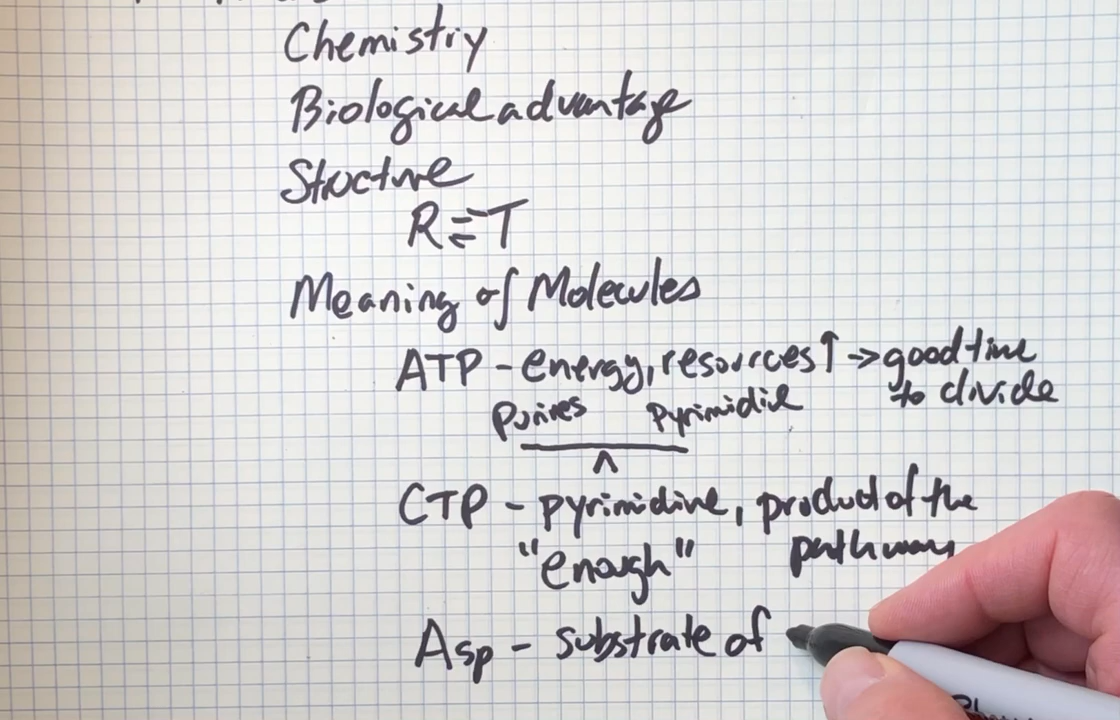 Chemistry
Biological advantage
Structure
R ⇌ T
Meaning of Molecules
ATP - energy, resources ↑ → good time
to divide
Purines Pyrimidine
CTP - pyrimidine, product of the
"enough" pathway
Asp - substrate of